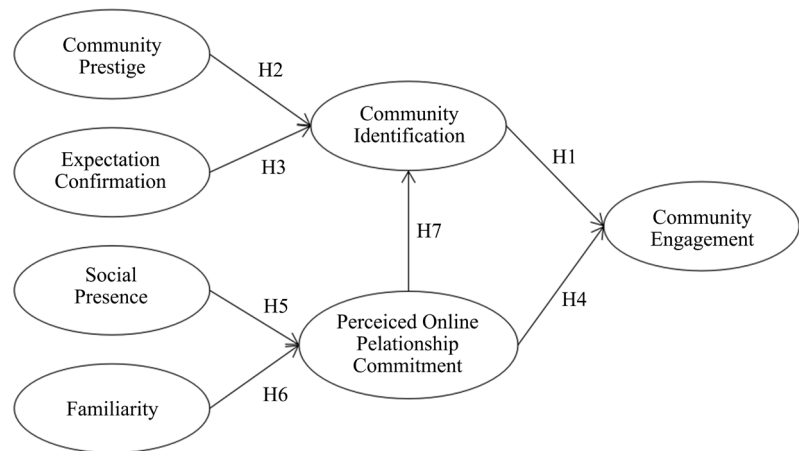 Community
Prestige
H2
Community
Identification
Expectation
Confirmation
H3
H1
Community
Engagement
H7
Social
Presence
H5
H4
Perceiced Online
Pelationship
Commitment
Familiarity
H6